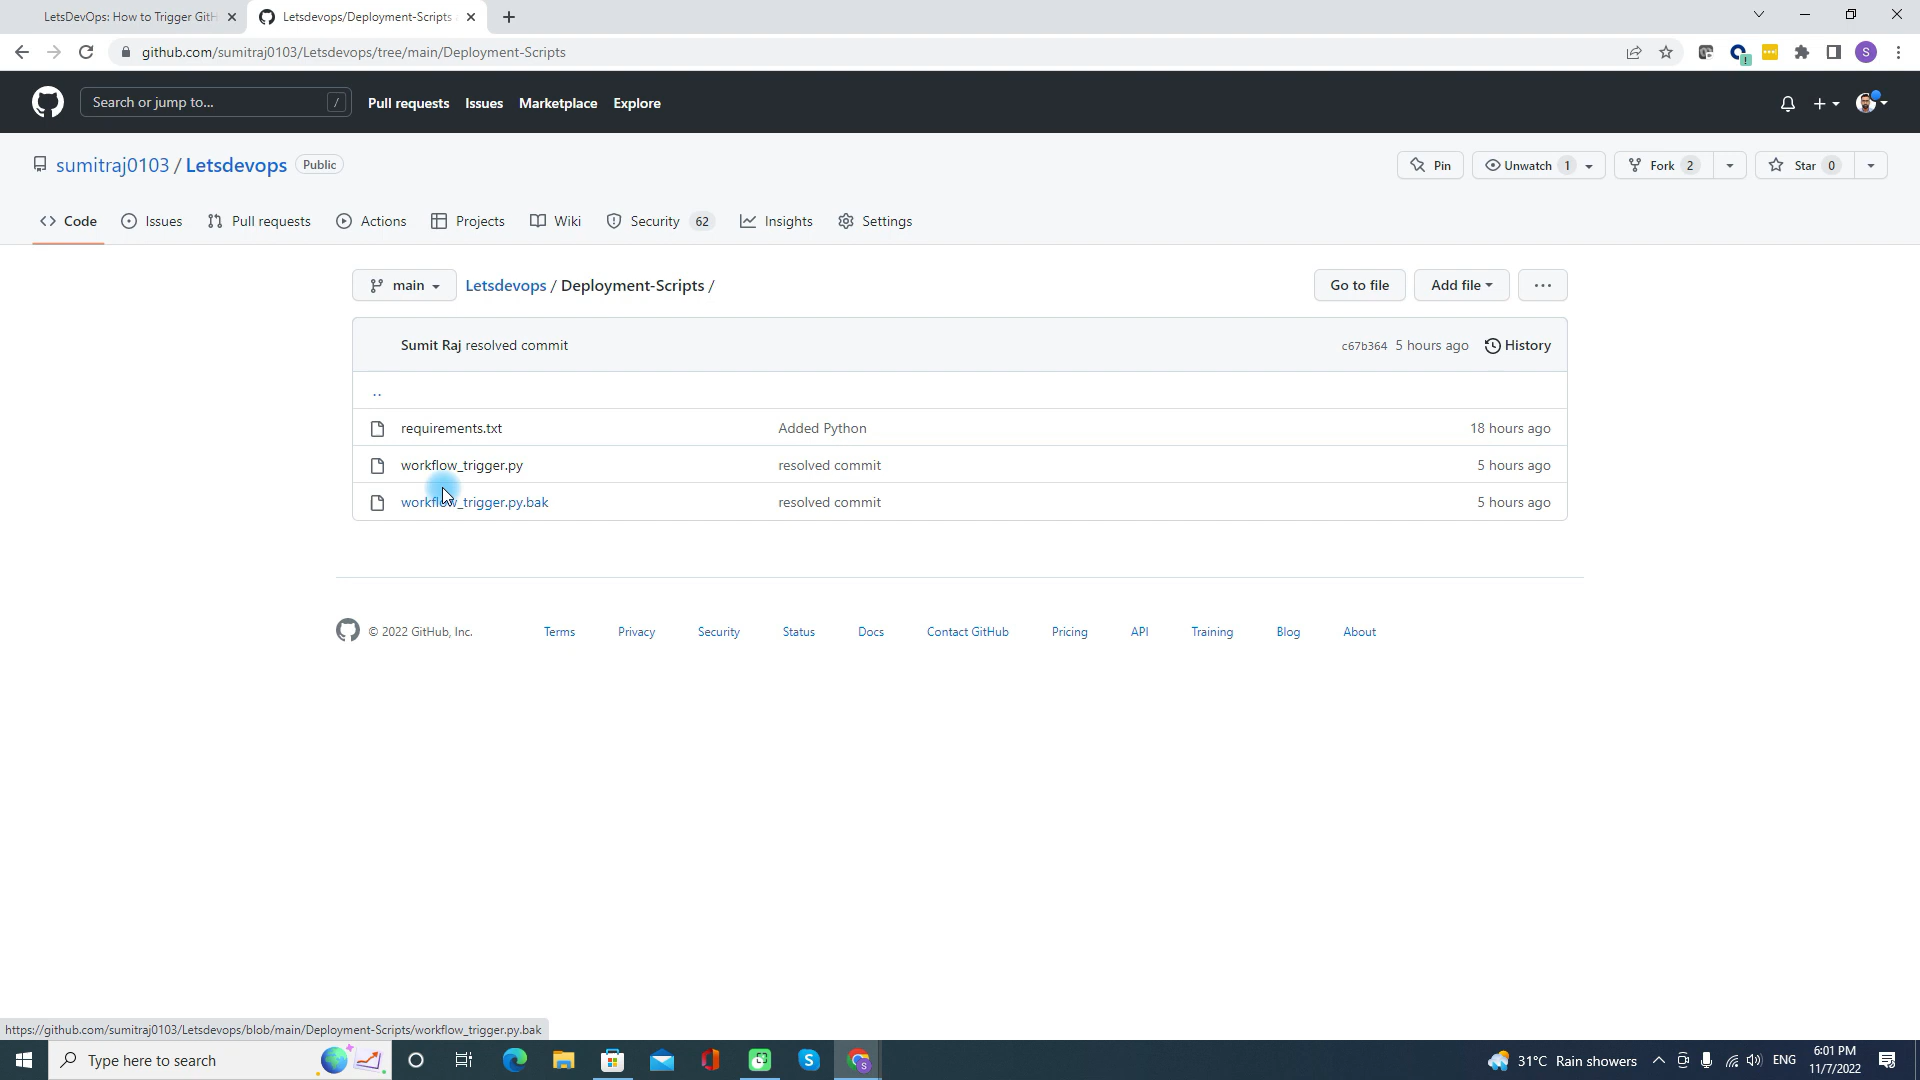 LetsDevOps: How to Trigger GitH
Letsdevops/Deployment-Scripts
github.com/sumitraj0103/Letsdevops/tree/main/Deployment-Scripts
S
Search or jump to... /
Pull requests Issues Marketplace Explore
sumitraj0103 / Letsdevops Public
Pin Unwatch 1 Fork 2 Star 0
Code Issues Pull requests Actions Projects Wiki Security 62 Insights Settings
main Letsdevops / Deployment-Scripts / Go to file Add file ...
Sumit Raj resolved commit c67b364 5 hours ago History
..
requirements.txt Added Python 18 hours ago
workflow_trigger.py resolved commit 5 hours ago
workflow_trigger.py.bak resolved commit 5 hours ago
© 2022 GitHub, Inc. Terms Privacy Security Status Docs Contact GitHub Pricing API Training Blog About
https://github.com/sumitraj0103/Letsdevops/blob/main/Deployment-Scripts/workflow_trigger.py.bak
Type here to search
31°C Rain showers ENG
6:01 PM
11/7/2022